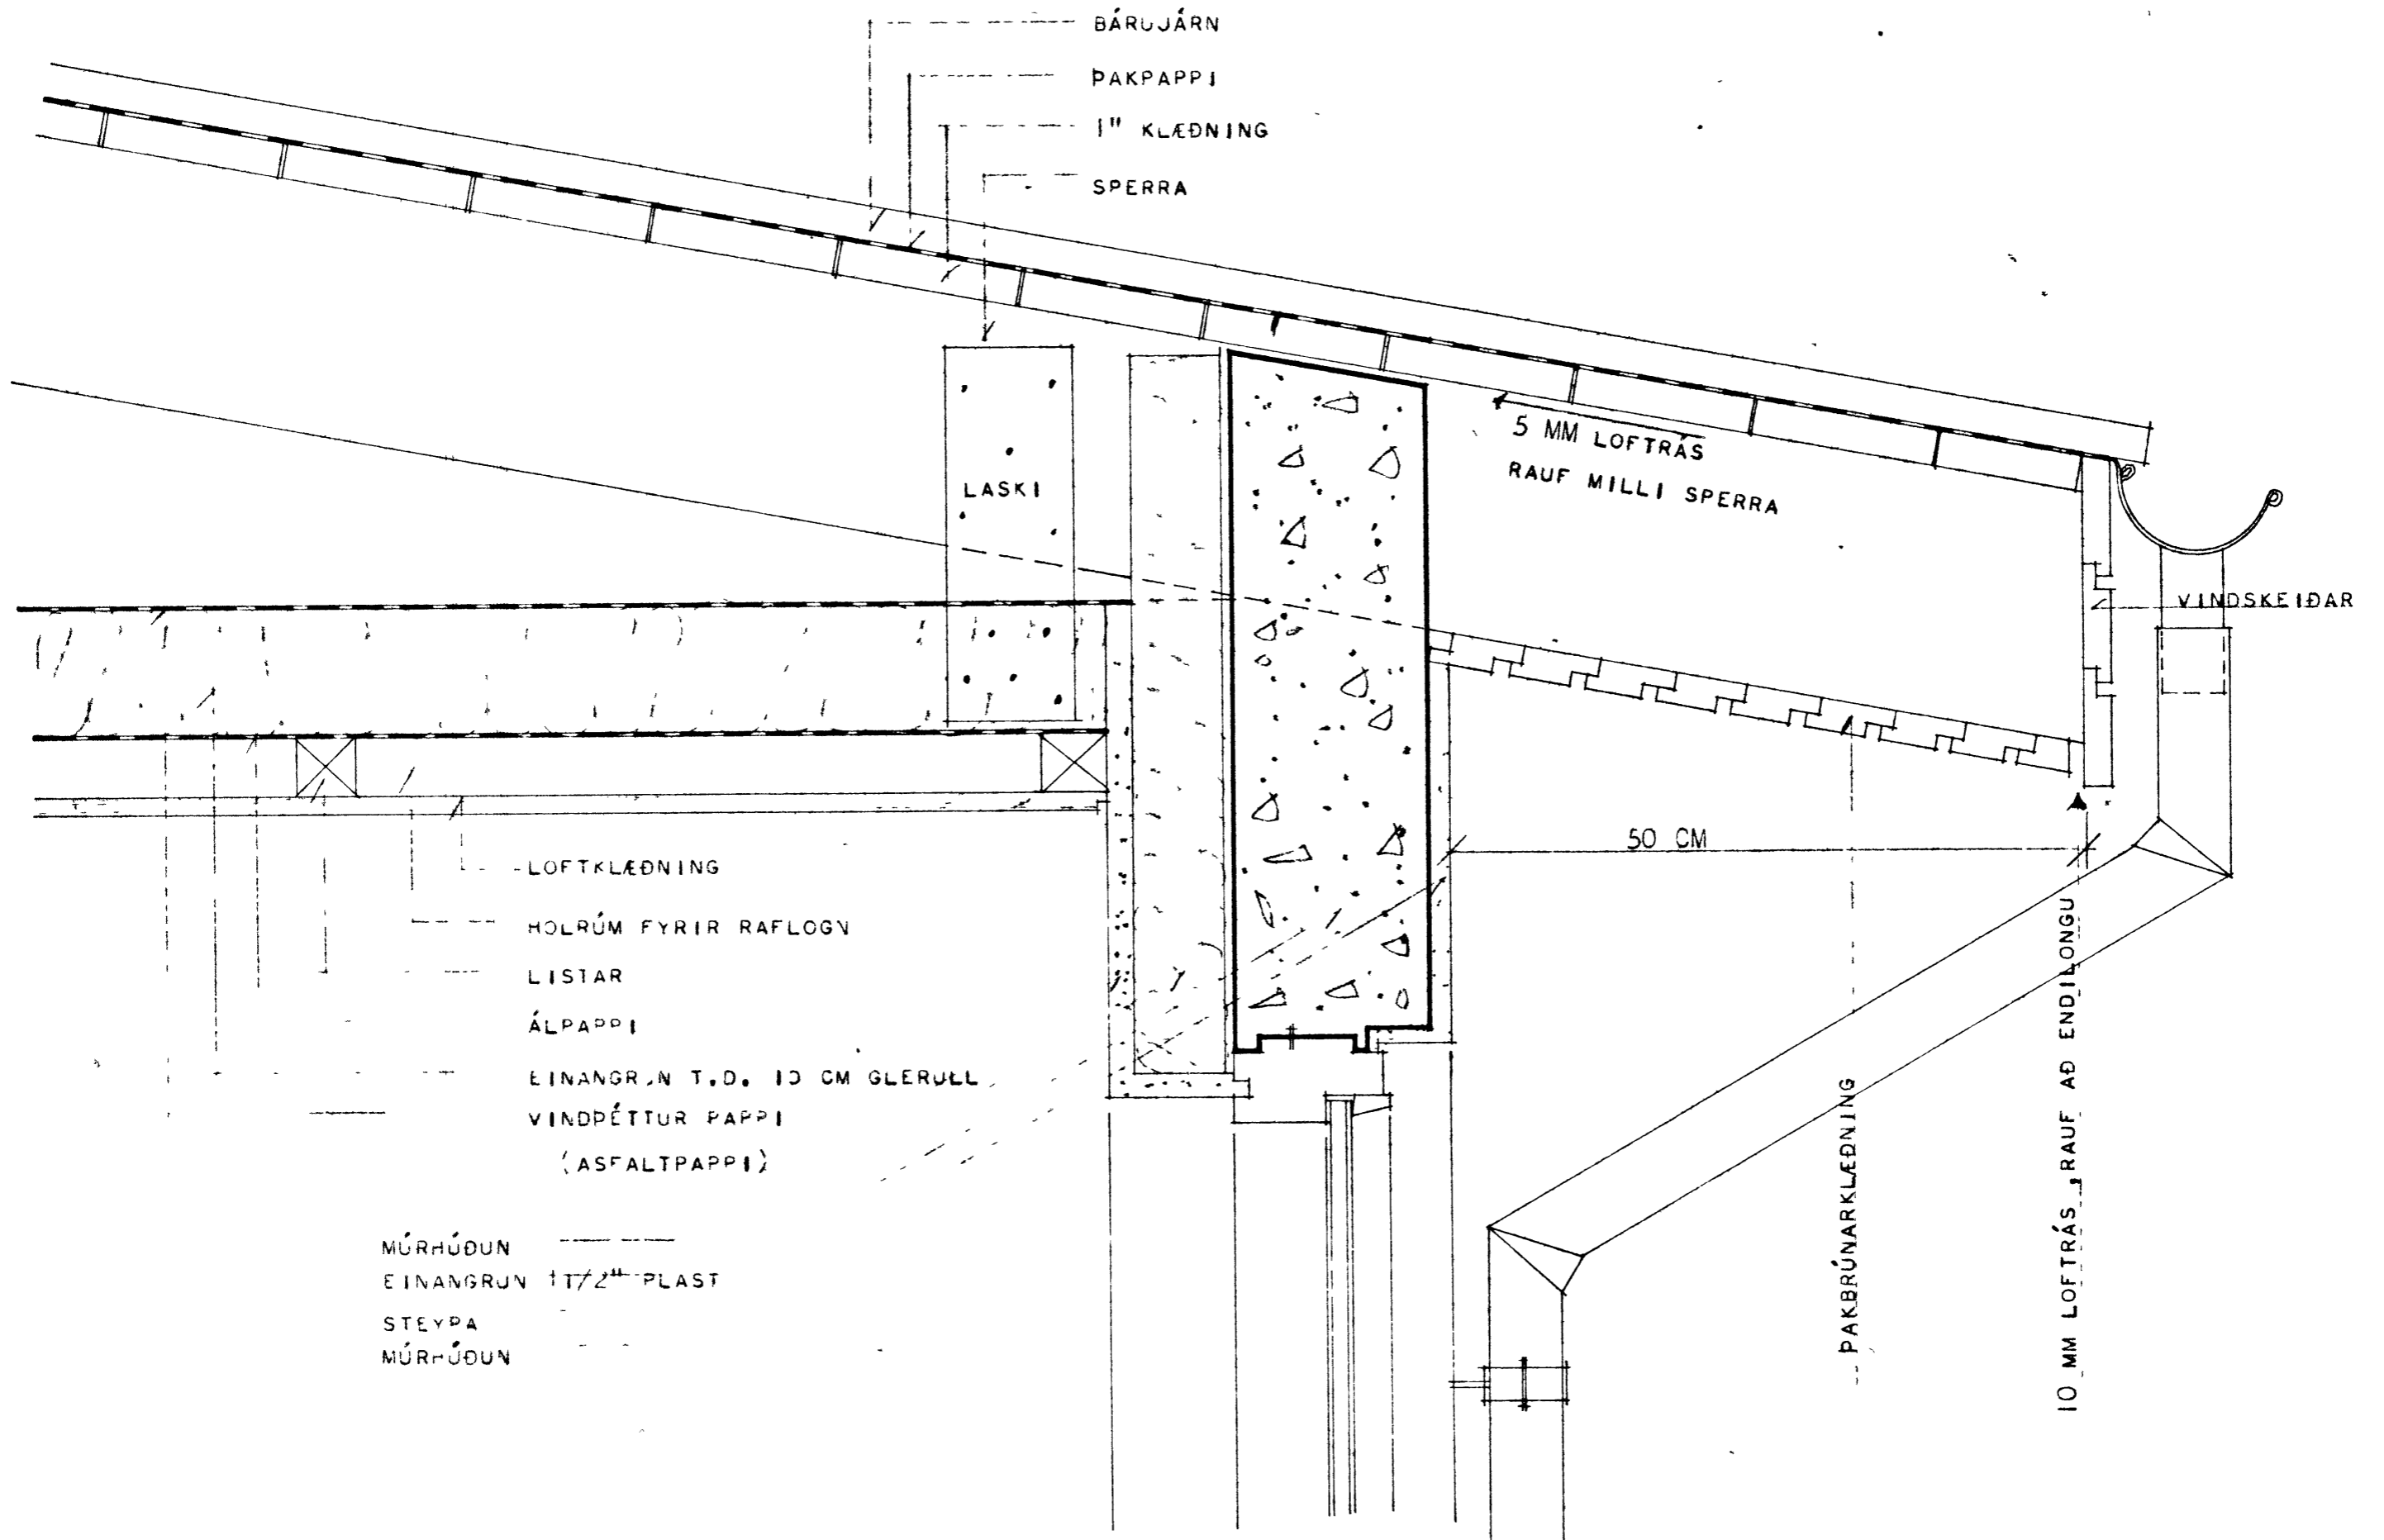 BÁRUJÁRN
ÞAKPAPPI
1" KLÆÐNING
SPERRA
LASKI
5 MM LOFTRÁS
RAUF MILLI SPERRA
VINDSKEIÐAR
50 CM
LOFTKLÆÐNING
HOLRÚM FYRIR RAFLOGN
LISTAR
ÁLPAPPI
EINANGRUN T.D. 10 CM GLERULL
VINDÞÉTTUR PAPPI
(ASFALTPAPPI)
MÚRHÚÐUN
EINANGRUN 1 1/2" PLAST
STEYPA
MÚRHÚÐUN
ÞAKBRÚNARKLÆÐNING
10 MM LOFTRÁS, RAUF AÐ ENDILONGU